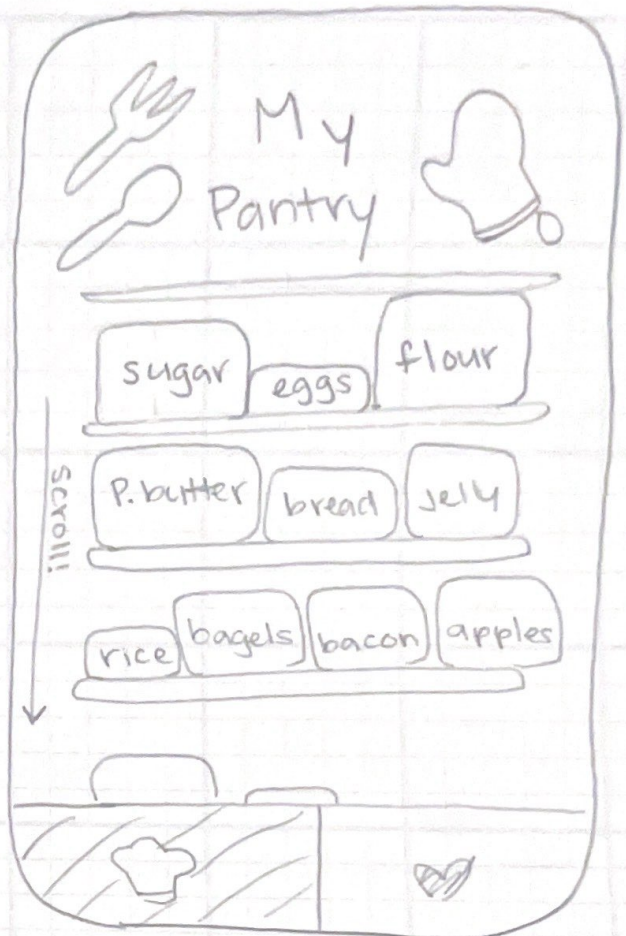 My
Pantry
sugar eggs flour
P.butter bread Jelly
scroll!
rice bagels bacon apples